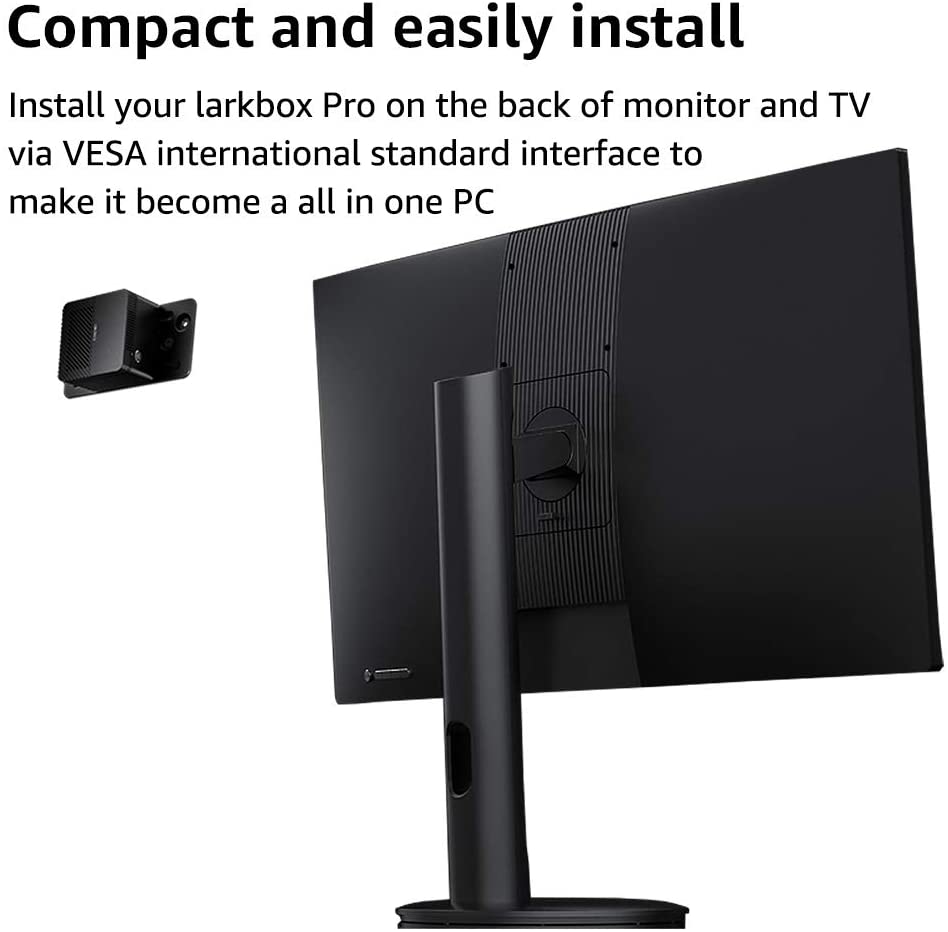 Compact and easily install
Install your larkbox Pro on the back of monitor and TV
via VESA international standard interface to
make it become a all in one PC